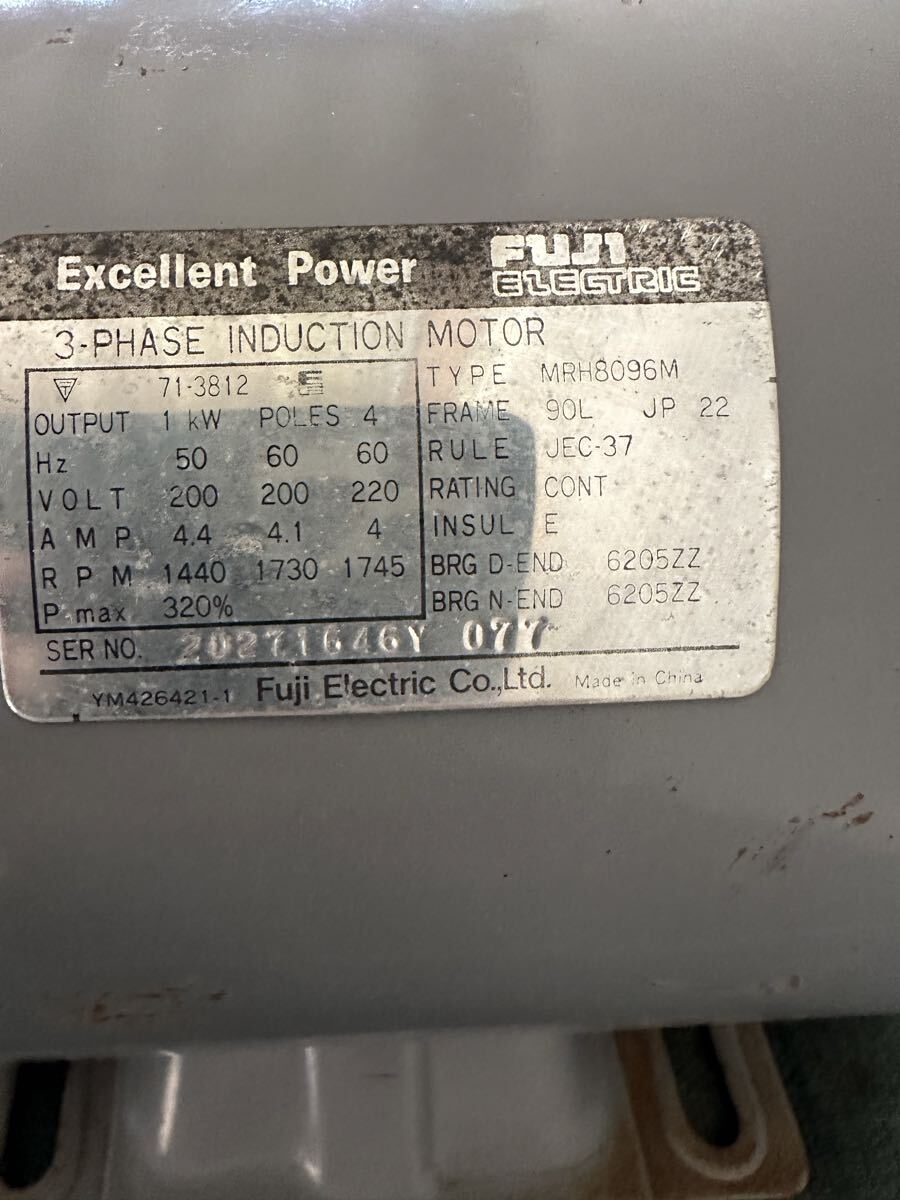 Excellent Power FUJI ELECTRIC
3-PHASE INDUCTION MOTOR
71-3812
OUTPUT 1 kW POLES 4
Hz 50 60 60
VOLT 200 200 220
AMP 4.4 4.1 4
RPM 1440 1730 1745
P max 320%
TYPE MRH8096M
FRAME 90L JP 22
RULE JEC-37
RATING CONT
INSUL E
BRG D-END 6205ZZ
BRG N-END 6205ZZ
SER NO. 20271646Y 077
YM426421-1 Fuji Electric Co.,Ltd. Made in China